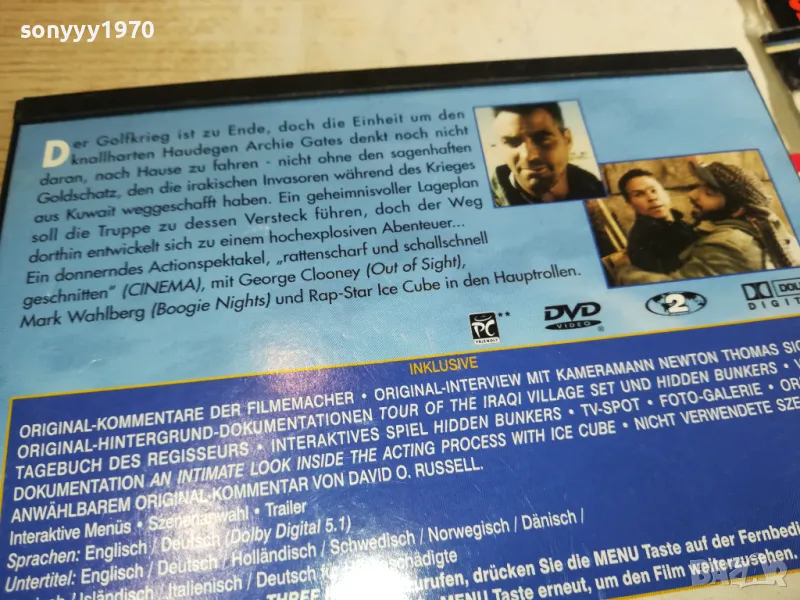 sonyyy1970
Der Golfkrieg ist zu Ende, doch die Einheit um den
knallharten Haudegen Archie Gates denkt noch nicht
daran, nach Hause zu fahren - nicht ohne den sagenhaften
Goldschatz, den die irakischen Invasoren während des Krieges
aus Kuwait weggeschafft haben. Ein geheimnisvoller Lageplan
soll die Truppe zu dessen Versteck führen, doch der Weg
dorthin entwickelt sich zu einem hochexplosiven Abenteuer...
Ein donnerndes Actionspektakel, „rattenscharf und schallschnell
geschnitten" (CINEMA), mit George Clooney (Out of Sight),
Mark Wahlberg (Boogie Nights) und Rap-Star Ice Cube in den Hauptrollen.
PC **
FRIENDLY
DVD
VIDEO
2
INKLUSIVE
ORIGINAL-KOMMENTARE DER FILMEMACHER • ORIGINAL-INTERVIEW MIT KAMERAMANN NEWTON THOMAS
ORIGINAL-HINTERGRUND-DOKUMENTATIONEN TOUR OF THE IRAQI VILLAGE SET UND HIDDEN BUNKERS •
TAGEBUCH DES REGISSEURS • INTERAKTIVES SPIEL HIDDEN BUNKERS • TV-SPOT • FOTO-GALERIE •
DOKUMENTATION AN INTIMATE LOOK INSIDE THE ACTING PROCESS WITH ICE CUBE • NICHT VERWENDETE
ANWÄHLBAREM ORIGINAL-KOMMENTAR VON DAVID O. RUSSELL.
Interaktive Menüs • Szenenanwahl • Trailer
Sprachen: Englisch / Deutsch (Dolby Digital 5.1)
Untertitel: Englisch / Deutsch / Holländisch / Schwedisch / Norwegisch / Dänisch /
/ Isländisch / Italienisch / Deutsch
THREE drücken Sie die MENU Taste auf der
MENU Taste erneut, um den Film weiterzusehen.